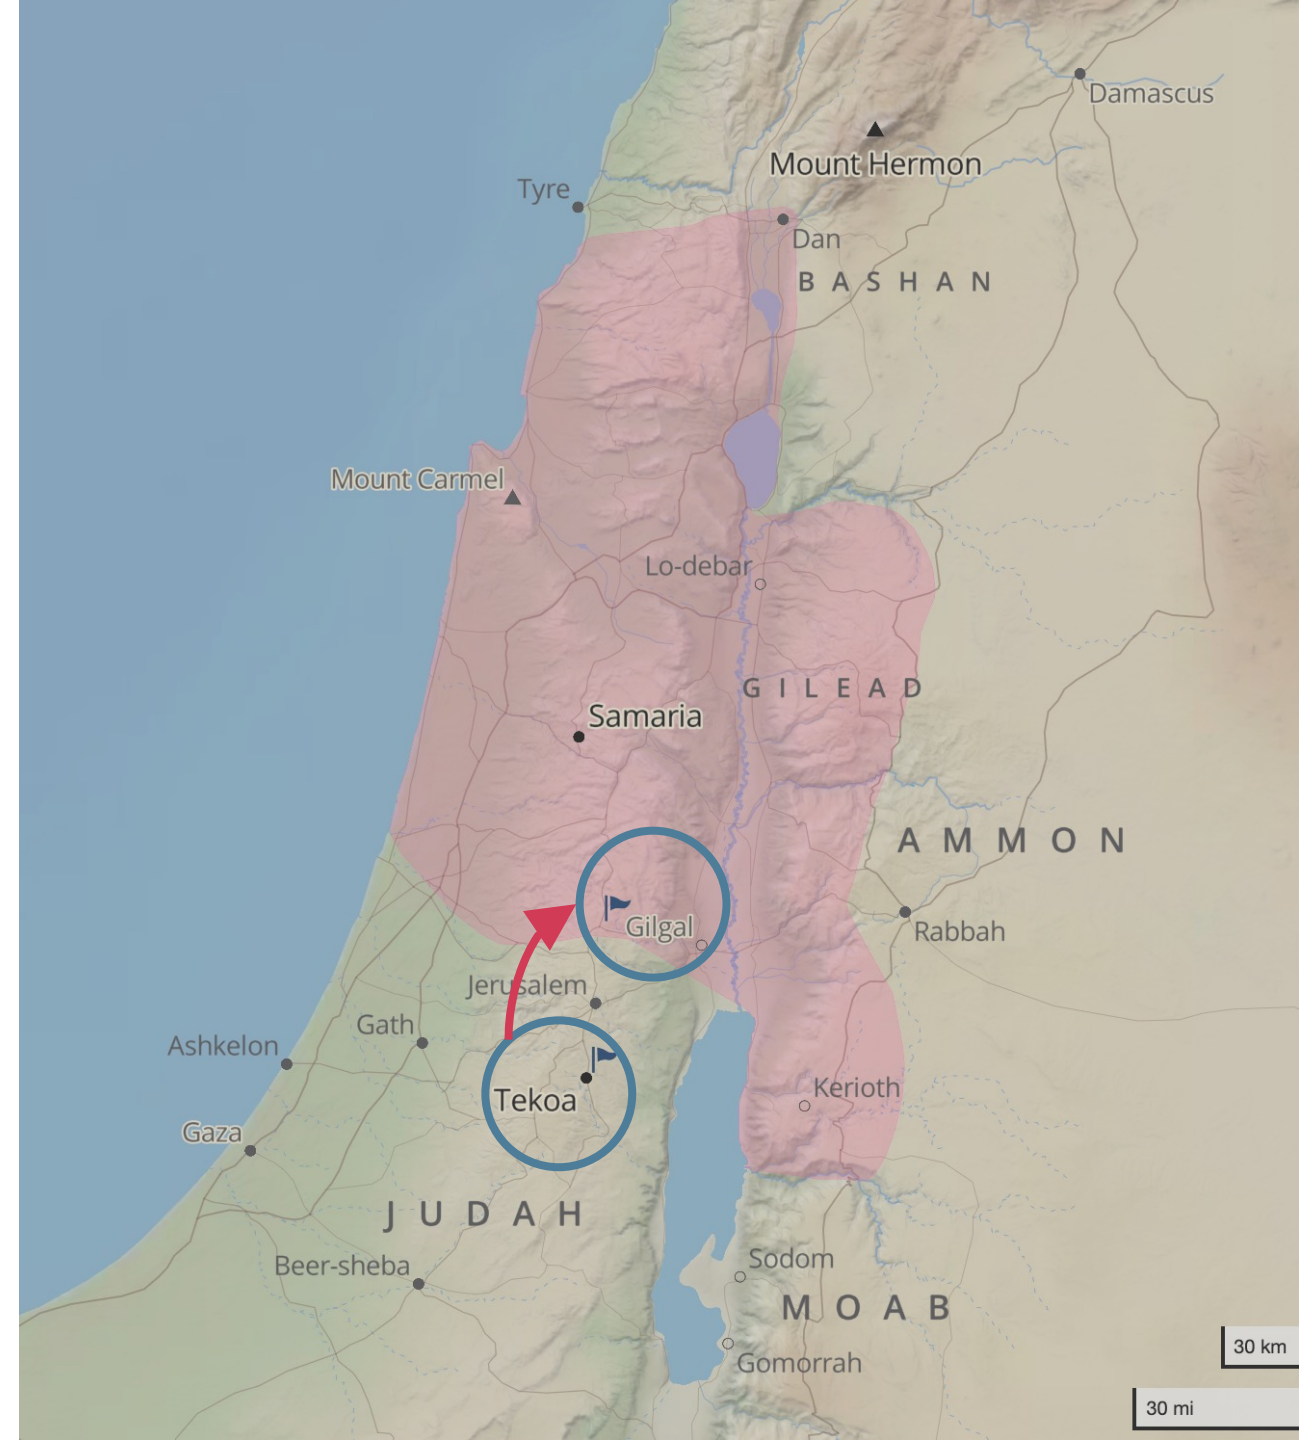 Damascus
Mount Hermon
Tyre
Dan
BASHAN
Mount Carmel
Lo-debar
GILEAD
Samaria
AMMON
Gilgal
Rabbah
Jerusalem
Gath
Ashkelon
Kerioth
Tekoa
Gaza
JUDAH
Sodom
Beer-sheba
MOAB
30 km
Gomorrah
30 mi